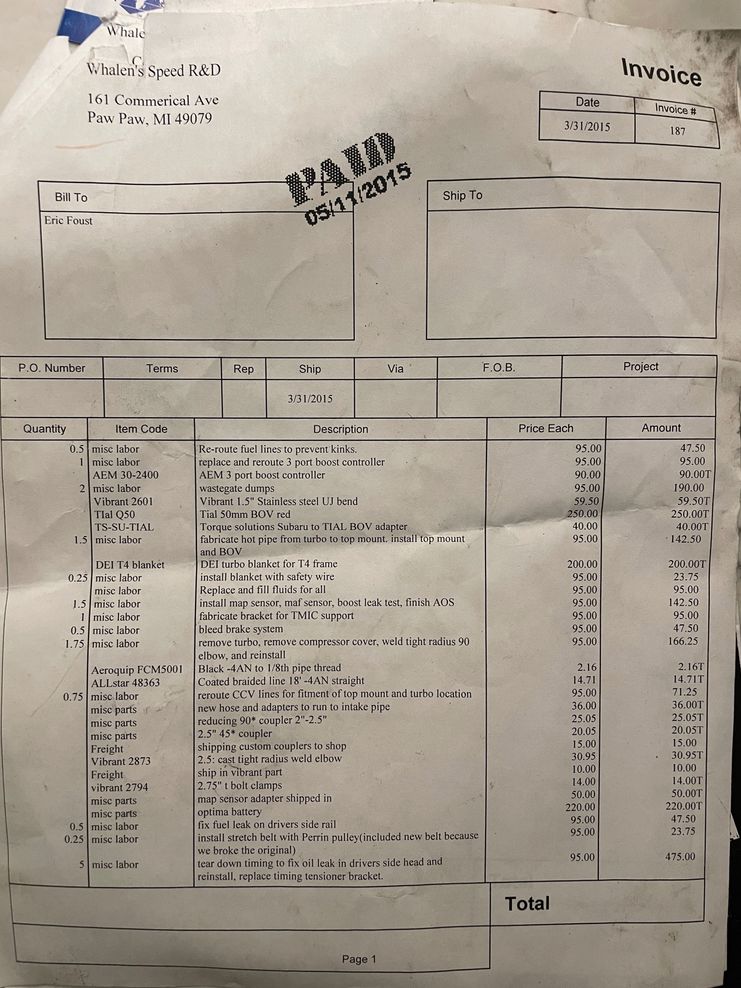 Whale
C
Whalen's Speed R&D
161 Commerical Ave
Paw Paw, MI 49079
Invoice
Date Invoice #
3/31/2015 187
PAID
05/11/2015
Bill To
Eric Foust
Ship To
P.O. Number Terms Rep Ship Via F.O.B. Project
3/31/2015
Quantity Item Code Description Price Each Amount
0.5 misc labor Re-route fuel lines to prevent kinks. 95.00 47.50
1 misc labor replace and reroute 3 port boost controller 95.00 95.00
AEM 30-2400 AEM 3 port boost controller 90.00 90.00T
2 misc labor wastegate dumps 95.00 190.00
Vibrant 2601 Vibrant 1.5" Stainless steel UJ bend 59.50 59.50T
TIal Q50 Tial 50mm BOV red 250.00 250.00T
TS-SU-TIAL Torque solutions Subaru to TIAL BOV adapter 40.00 40.00T
1.5 misc labor fabricate hot pipe from turbo to top mount. install top mount 95.00 142.50
and BOV
DEI T4 blanket DEI turbo blanket for T4 frame 200.00 200.00T
0.25 misc labor install blanket with safety wire 95.00 23.75
misc labor Replace and fill fluids for all 95.00 95.00
1.5 misc labor install map sensor, maf sensor, boost leak test, finish AOS 95.00 142.50
1 misc labor fabricate bracket for TMIC support 95.00 95.00
0.5 misc labor bleed brake system 95.00 47.50
1.75 misc labor remove turbo, remove compressor cover, weld tight radius 90 95.00 166.25
elbow, and reinstall
Aeroquip FCM5001 Black -4AN to 1/8th pipe thread 2.16 2.16T
ALLstar 48363 Coated braided line 18' -4AN straight 14.71 14.71T
0.75 misc labor reroute CCV lines for fitment of top mount and turbo location 95.00 71.25
misc parts new hose and adapters to run to intake pipe 36.00 36.00T
misc parts reducing 90* coupler 2"-2.5" 25.05 25.05T
misc parts 2.5" 45* coupler 20.05 20.05T
Freight shipping custom couplers to shop 15.00 15.00
Vibrant 2873 2.5: cast tight radius weld elbow 30.95 30.95T
Freight ship in vibrant part 10.00 10.00
vibrant 2794 2.75" t bolt clamps 14.00 14.00T
misc parts map sensor adapter shipped in 50.00 50.00T
misc parts optima battery 220.00 220.00T
0.5 misc labor fix fuel leak on drivers side rail 95.00 47.50
0.25 misc labor install stretch belt with Perrin pulley(included new belt because 95.00 23.75
we broke the original)
5 misc labor tear down timing to fix oil leak in drivers side head and 95.00 475.00
reinstall, replace timing tensioner bracket.
Total
Page 1